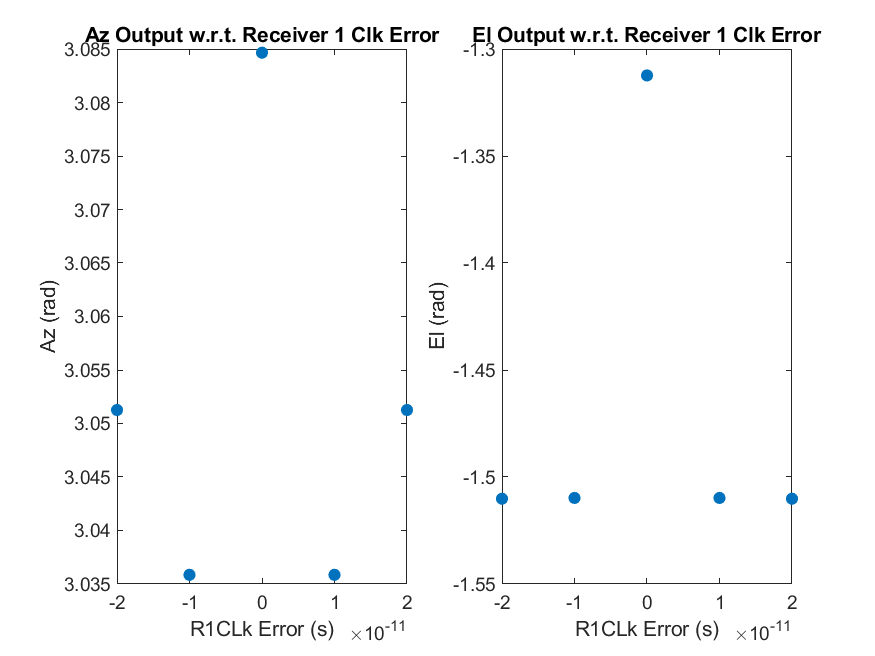 Az Output w.r.t. Receiver 1 Clk Error
3.085
3.08
3.075
3.07
3.065
3.06
3.055
3.05
3.045
3.04
3.035
Az (rad)
-2 -1 0 1 2
R1CLk Error (s) ×10-11
El Output w.r.t. Receiver 1 Clk Error
-1.3
-1.35
-1.4
-1.45
-1.5
-1.55
El (rad)
-2 -1 0 1 2
R1CLk Error (s) ×10-11